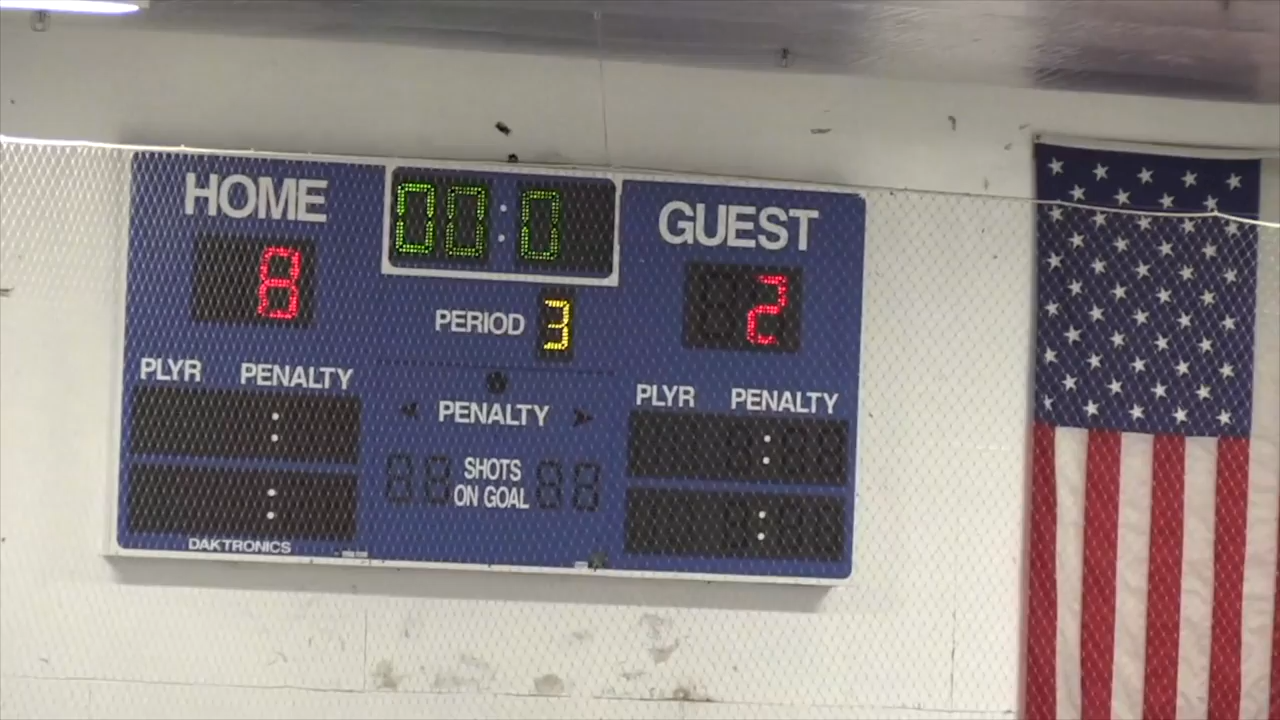 HOME
00:0
GUEST
8
PERIOD 3
2
PLYR PENALTY
PENALTY
PLYR PENALTY
SHOTS
ON GOAL
DAKTRONICS